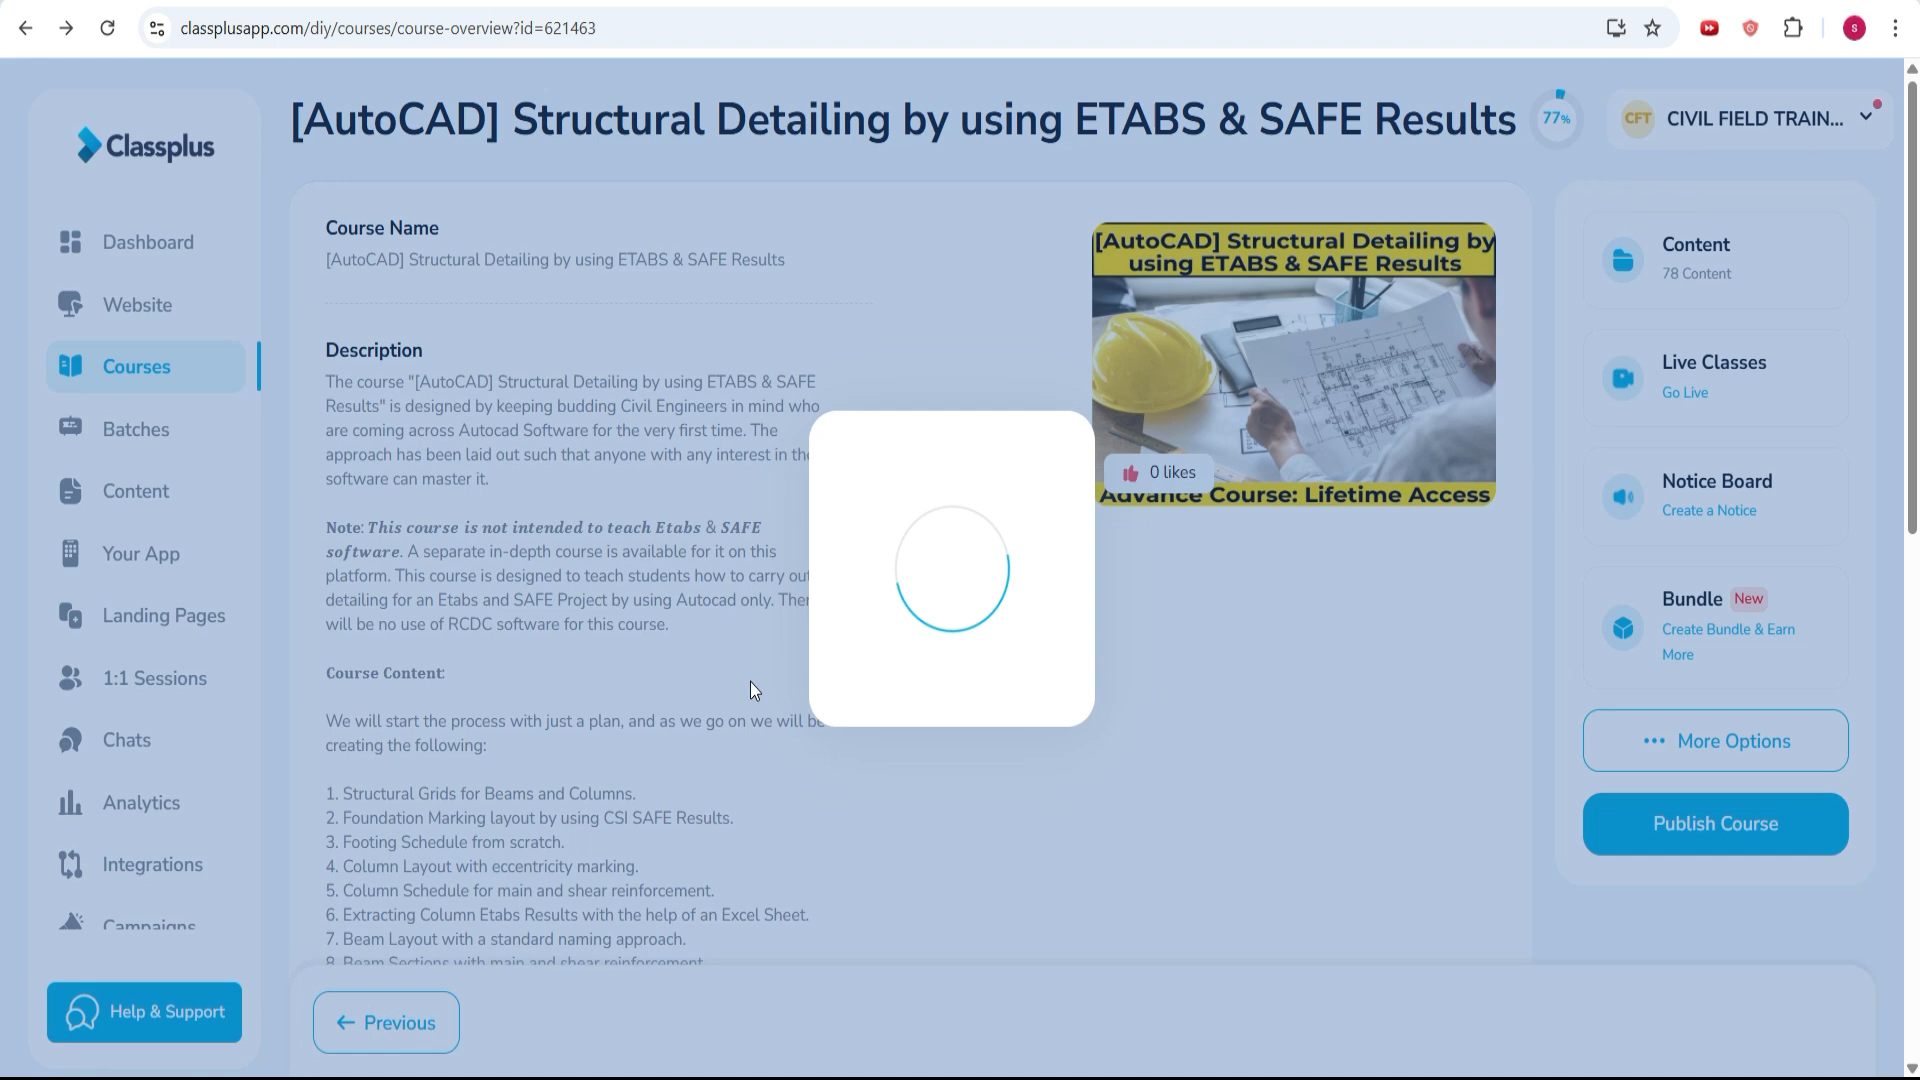 classplusapp.com/diy/courses/course-overview?id=621463
S
Classplus
[AutoCAD] Structural Detailing by using ETABS & SAFE Results
77%
CFT CIVIL FIELD TRAIN...
Dashboard
Website
Courses
Batches
Content
Your App
Landing Pages
1:1 Sessions
Chats
Analytics
Integrations
Campaigns
Help & Support
Course Name
[AutoCAD] Structural Detailing by using ETABS & SAFE Results
Description
The course "[AutoCAD] Structural Detailing by using ETABS & SAFE
Results" is designed by keeping budding Civil Engineers in mind who
are coming across Autocad Software for the very first time. The
approach has been laid out such that anyone with any interest in the
software can master it.
Note: This course is not intended to teach Etabs & SAFE
software. A separate in-depth course is available for it on this
platform. This course is designed to teach students how to carry out
detailing for an Etabs and SAFE Project by using Autocad only. Ther
will be no use of RCDC software for this course.
Course Content:
We will start the process with just a plan, and as we go on we will be
creating the following:
1. Structural Grids for Beams and Columns.
2. Foundation Marking layout by using CSI SAFE Results.
3. Footing Schedule from scratch.
4. Column Layout with eccentricity marking.
5. Column Schedule for main and shear reinforcement.
6. Extracting Column Etabs Results with the help of an Excel Sheet.
7. Beam Layout with a standard naming approach.
8. Beam Sections with main and shear reinforcement
Previous
[AutoCAD] Structural Detailing by
using ETABS & SAFE Results
0 likes
Advance Course: Lifetime Access
Content
78 Content
Live Classes
Go Live
Notice Board
Create a Notice
Bundle New
Create Bundle & Earn
More
More Options
Publish Course